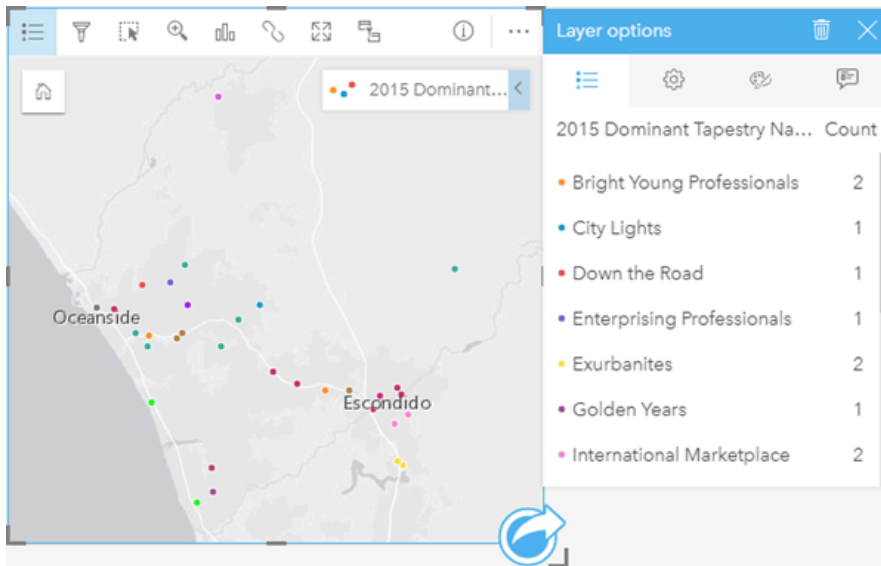 2015 Dominant...
Oceanside
Escondido
Layer options
2015 Dominant Tapestry Na... Count
Bright Young Professionals 2
City Lights 1
Down the Road 1
Enterprising Professionals 1
Exurbanites 2
Golden Years 1
International Marketplace 2